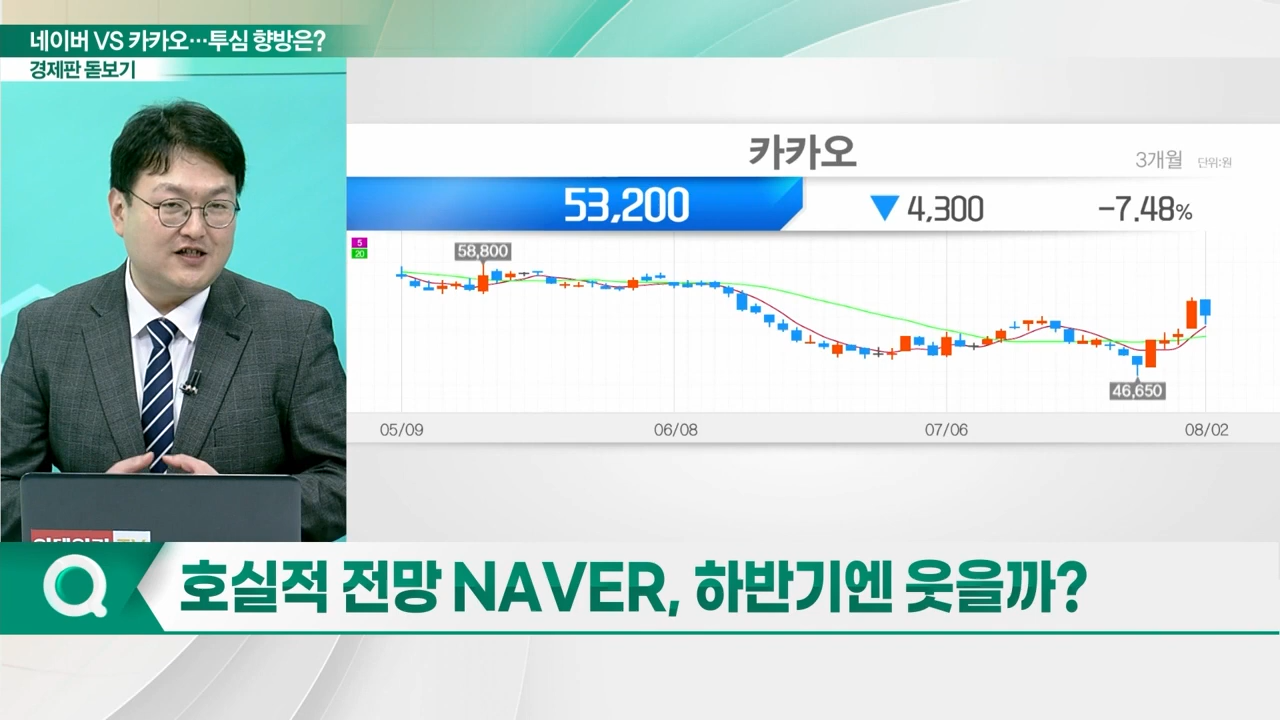 네이버 VS 카카오…투심 향방은?
경제판 돋보기
카카오
3개월 단위:원
53,200 ▼ 4,300 -7.48%
5
20
58,800
46,650
05/09 06/08 07/06 08/02
호실적 전망 NAVER, 하반기엔 웃을까?